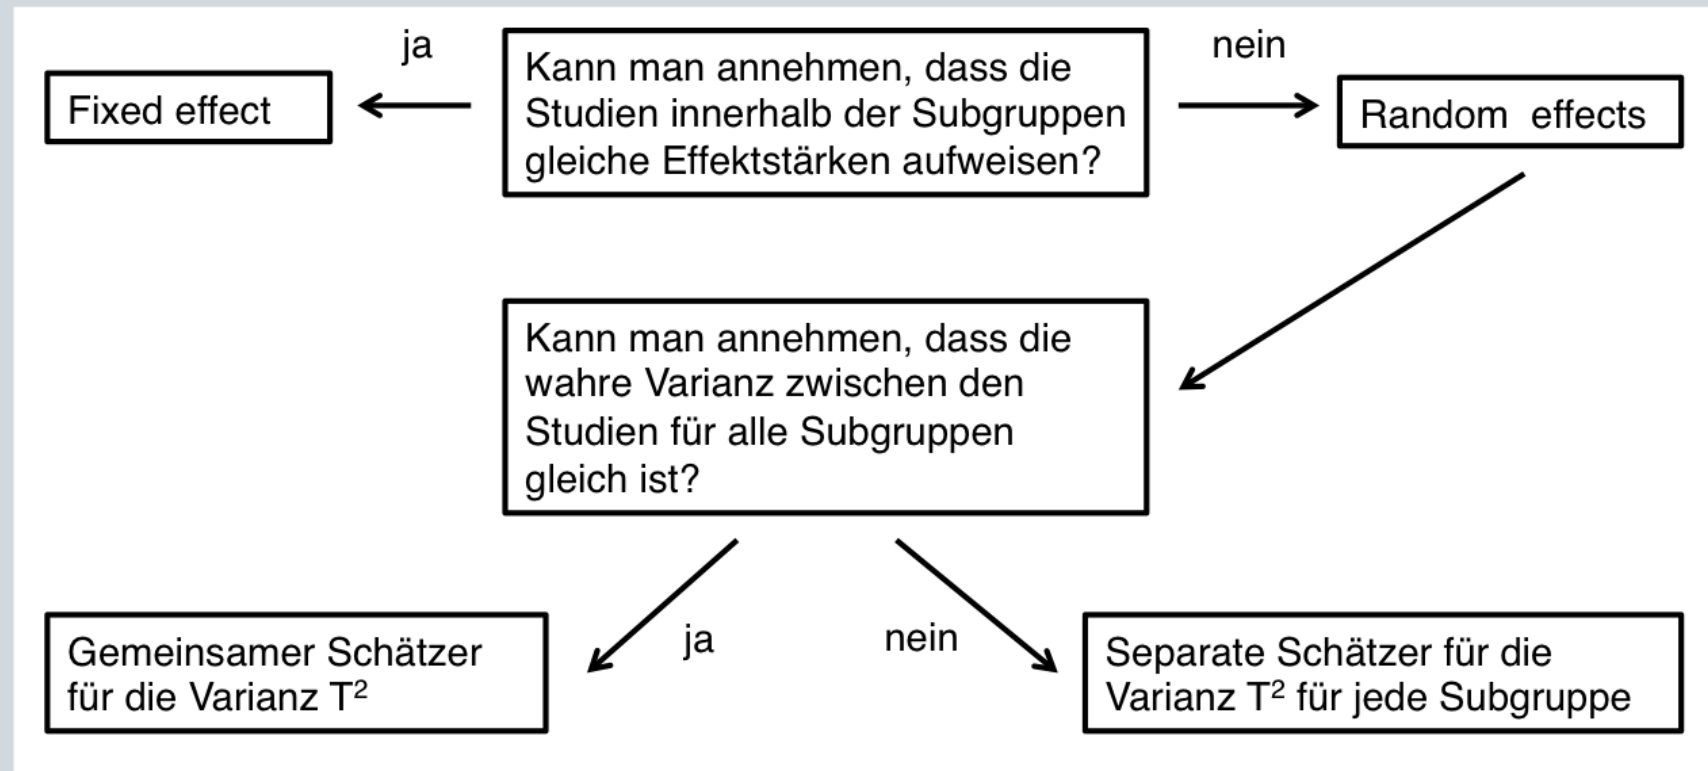 ja
nein
Kann man annehmen, dass die
Studien innerhalb der Subgruppen
gleiche Effektstärken aufweisen?
Fixed effect
Random effects
Kann man annehmen, dass die
wahre Varianz zwischen den
Studien für alle Subgruppen
gleich ist?
ja
nein
Gemeinsamer Schätzer
für die Varianz T²
Separate Schätzer für die
Varianz T² für jede Subgruppe